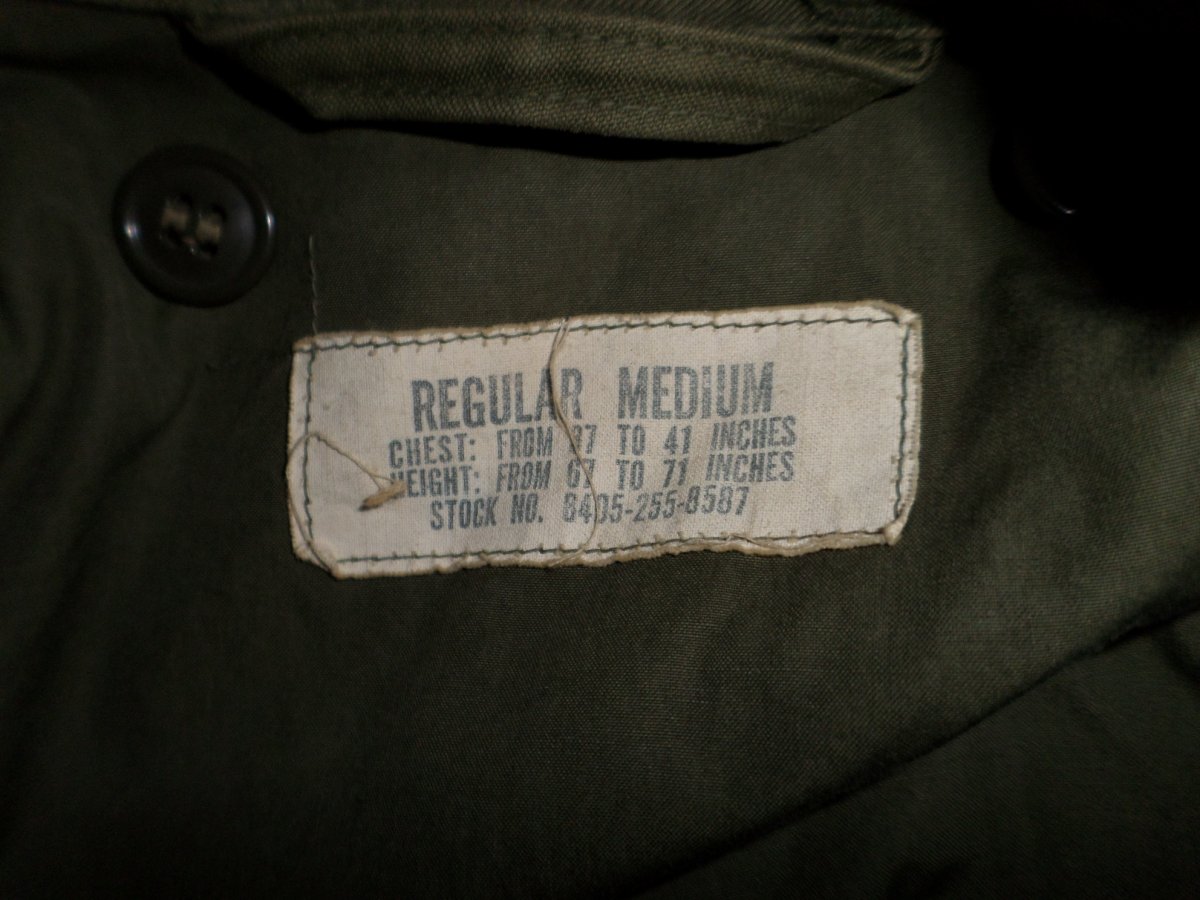 REGULAR MEDIUM
CHEST: FROM 37 TO 41 INCHES
HEIGHT: FROM 67 TO 71 INCHES
STOCK NO. 8405-255-8587